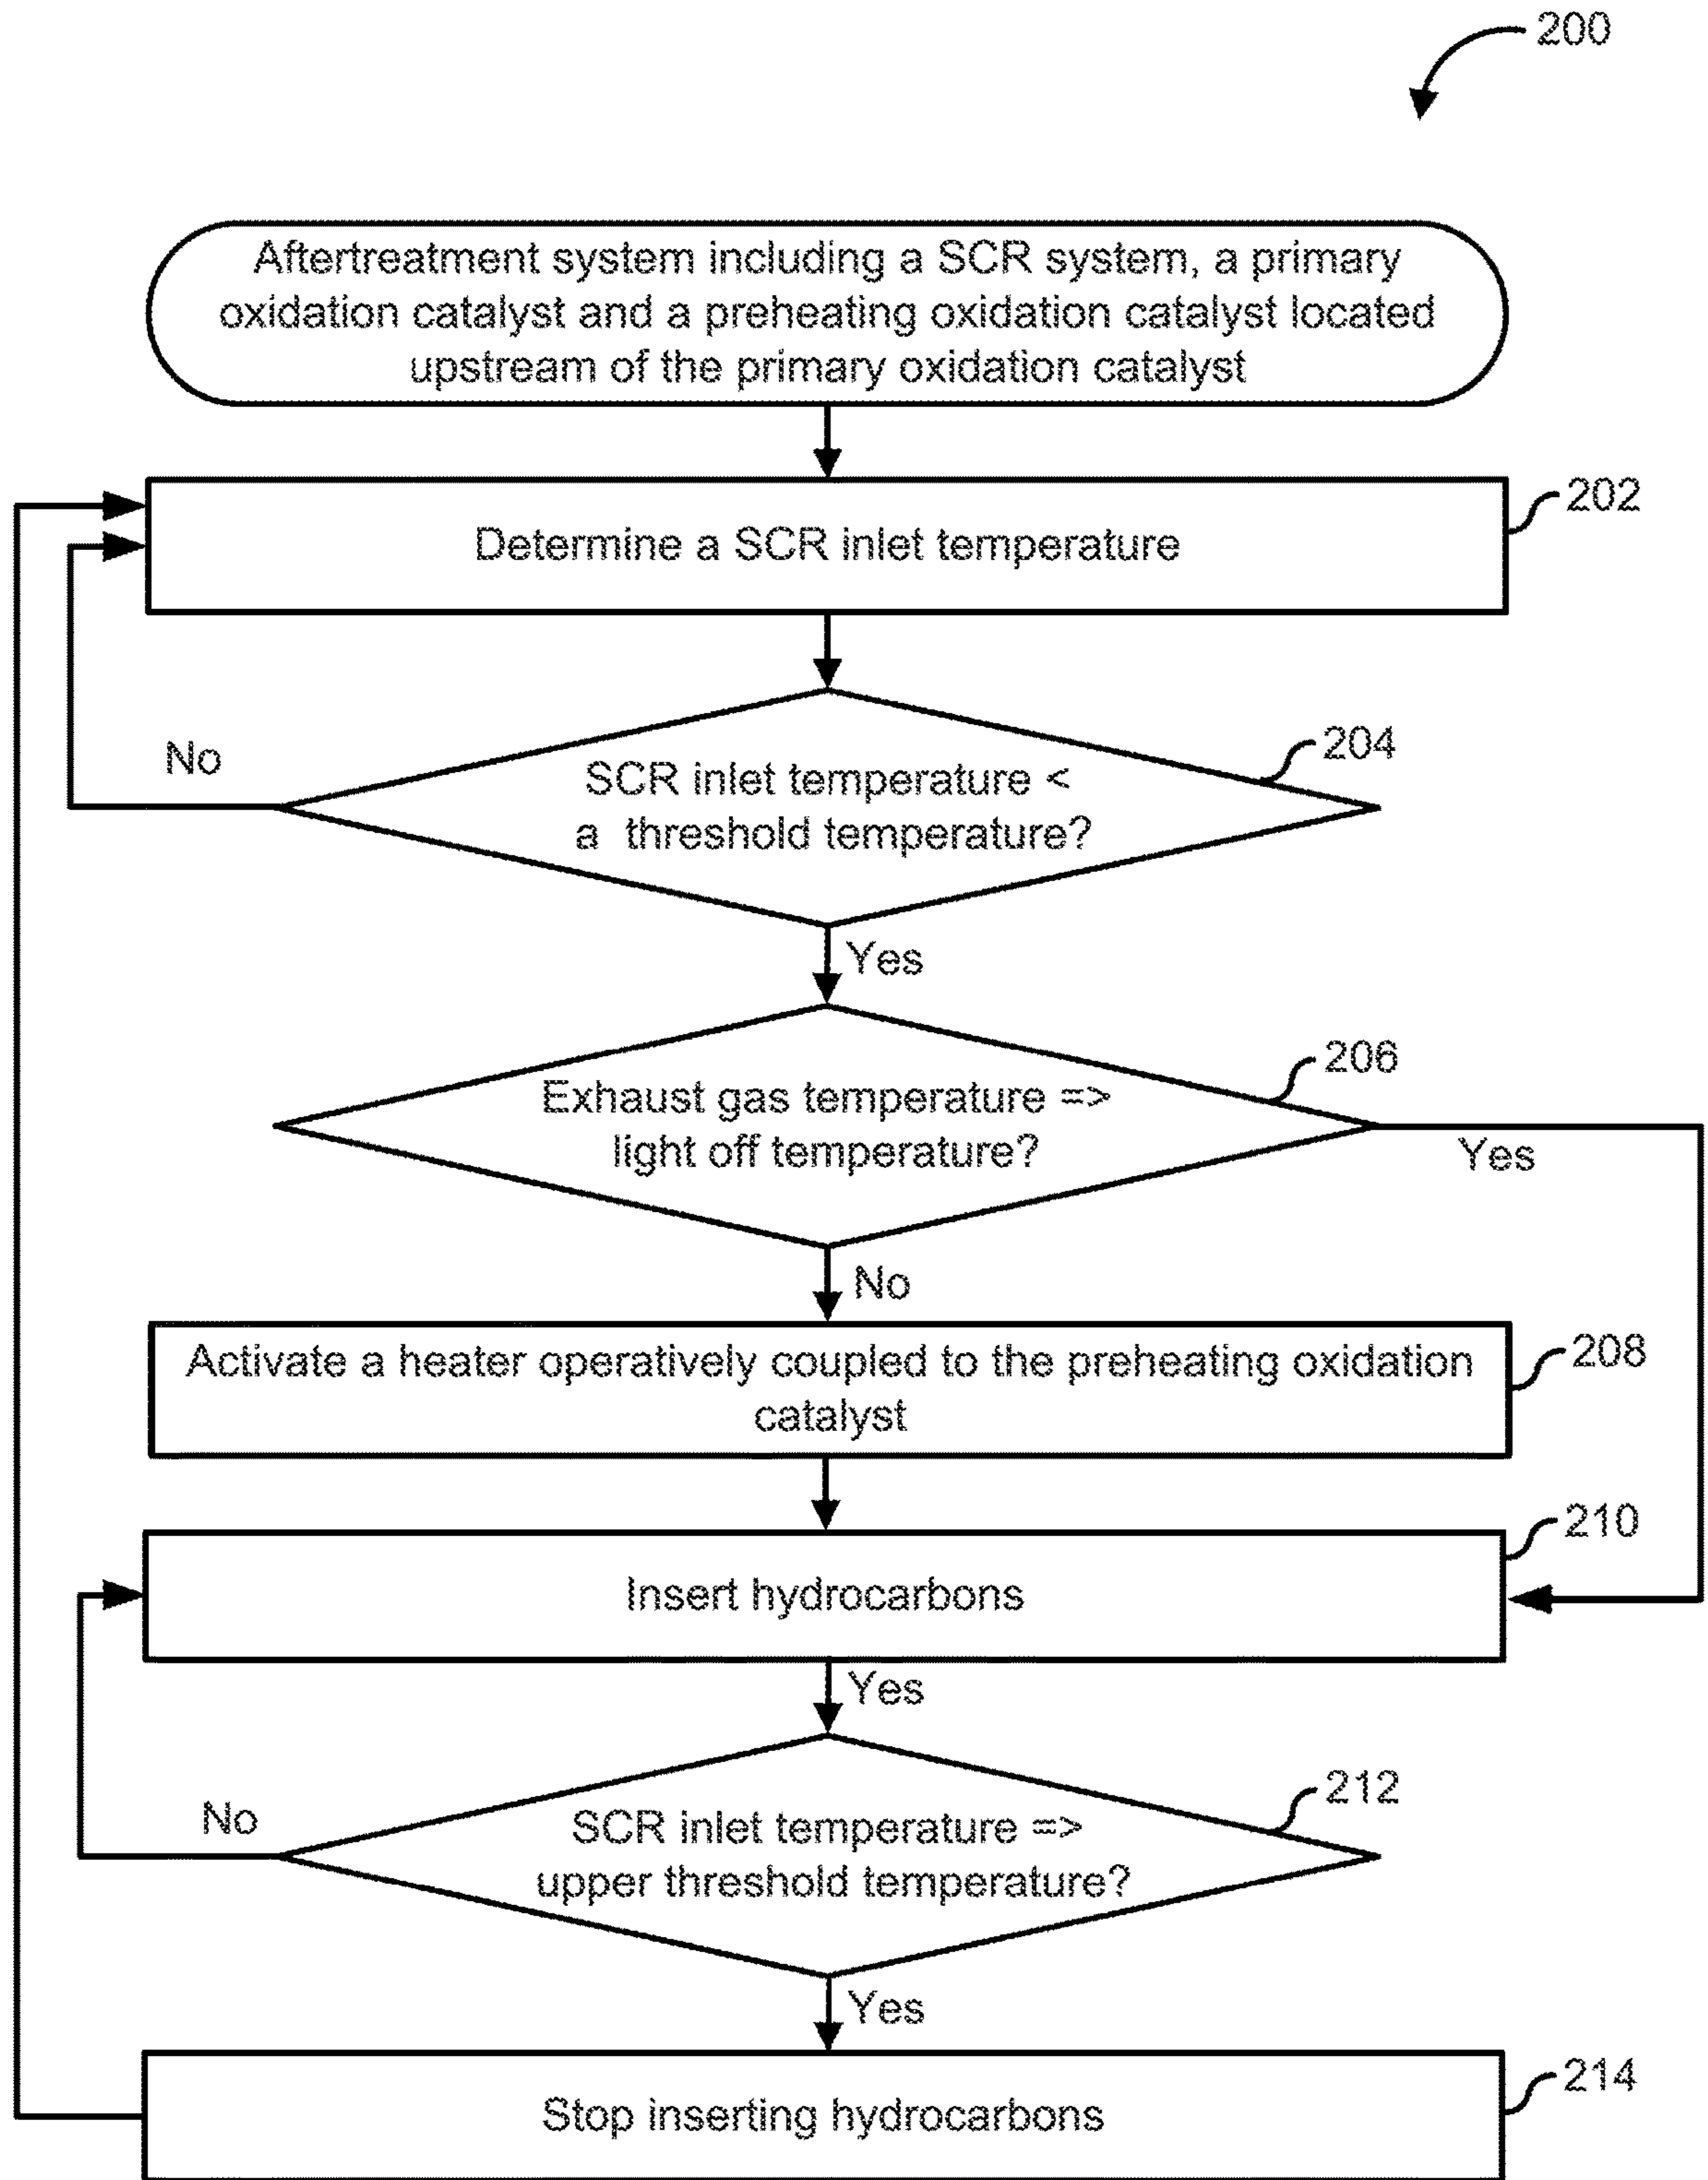 200
Aftertreatment system including a SCR system, a primary
oxidation catalyst and a preheating oxidation catalyst located
upstream of the primary oxidation catalyst
202
Determine a SCR inlet temperature
204
No
SCR inlet temperature <
a threshold temperature?
Yes
206
Exhaust gas temperature =>
light off temperature?
Yes
No
208
Activate a heater operatively coupled to the preheating oxidation
catalyst
210
Insert hydrocarbons
Yes
212
No
SCR inlet temperature =>
upper threshold temperature?
Yes
214
Stop inserting hydrocarbons